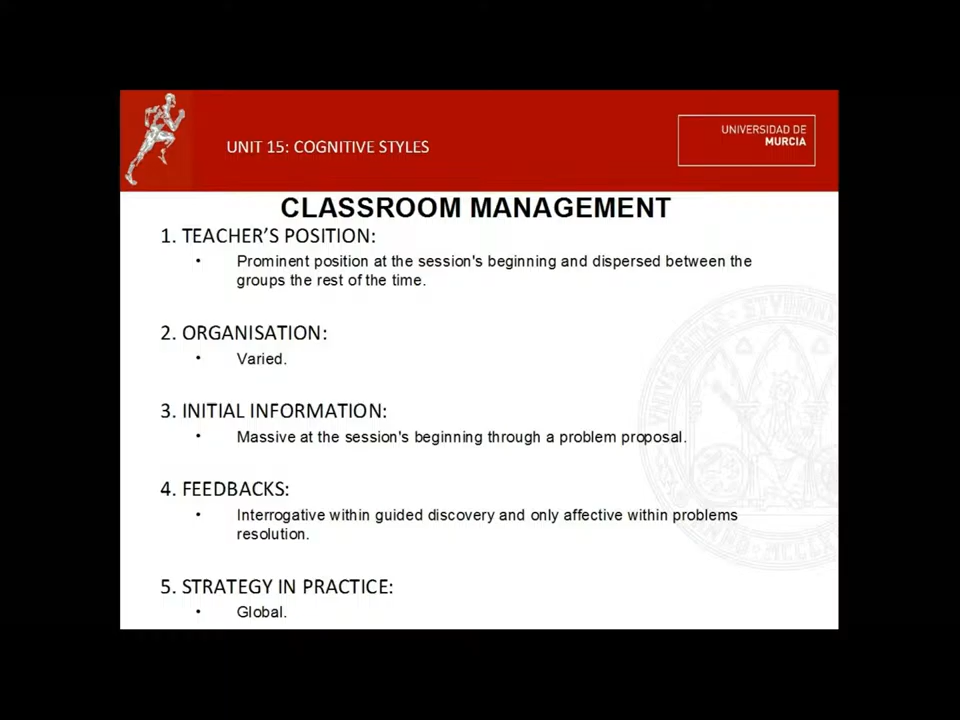 UNIT 15: COGNITIVE STYLES
UNIVERSIDAD DE
MURCIA
CLASSROOM MANAGEMENT
1. TEACHER'S POSITION:
• Prominent position at the session's beginning and dispersed between the
groups the rest of the time.
2. ORGANISATION:
• Varied.
3. INITIAL INFORMATION:
• Massive at the session's beginning through a problem proposal.
4. FEEDBACKS:
• Interrogative within guided discovery and only affective within problems
resolution.
5. STRATEGY IN PRACTICE:
• Global.